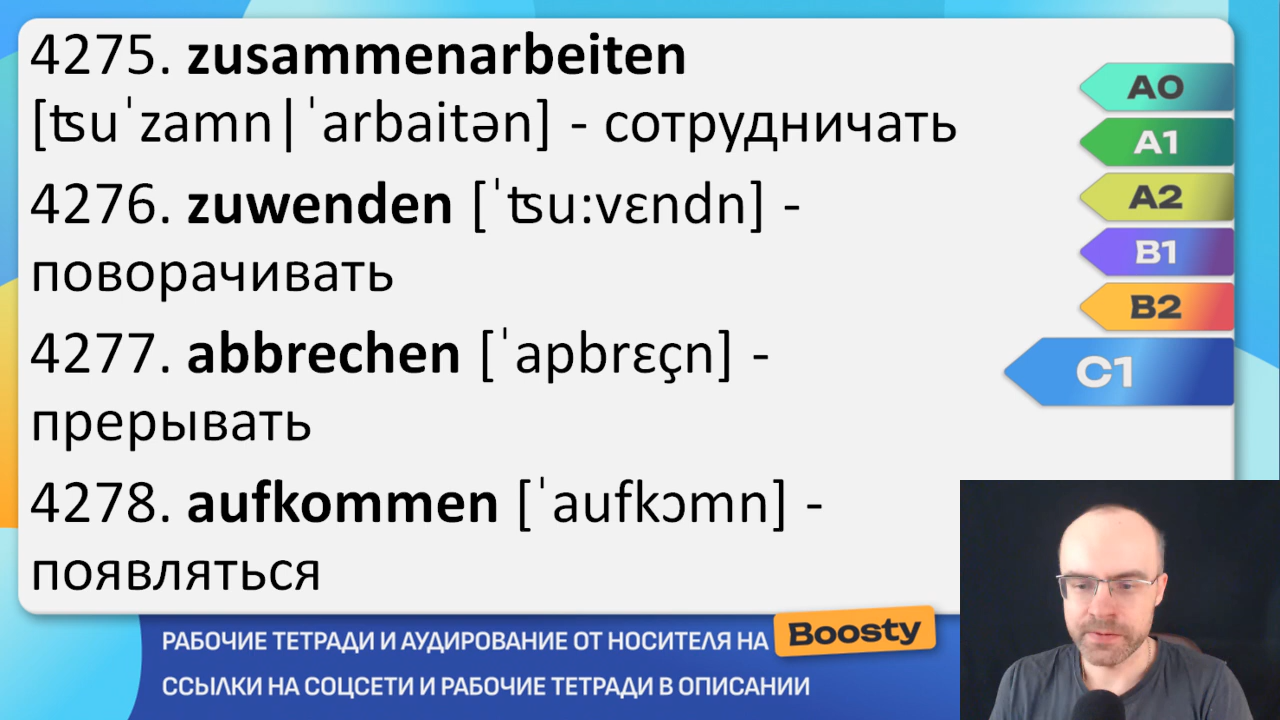 4275. zusammenarbeiten
[ʦuˈzamn|ˈarbaitən] - сотрудничать
4276. zuwenden [ˈʦu:vɛndn] -
поворачивать
4277. abbrechen [ˈapbrɛçn] -
прерывать
4278. aufkommen [ˈaufkɔmn] -
появляться
A0
A1
A2
B1
B2
C1
РАБОЧИЕ ТЕТРАДИ И АУДИРОВАНИЕ ОТ НОСИТЕЛЯ НА Boosty
ССЫЛКИ НА СОЦСЕТИ И РАБОЧИЕ ТЕТРАДИ В ОПИСАНИИ